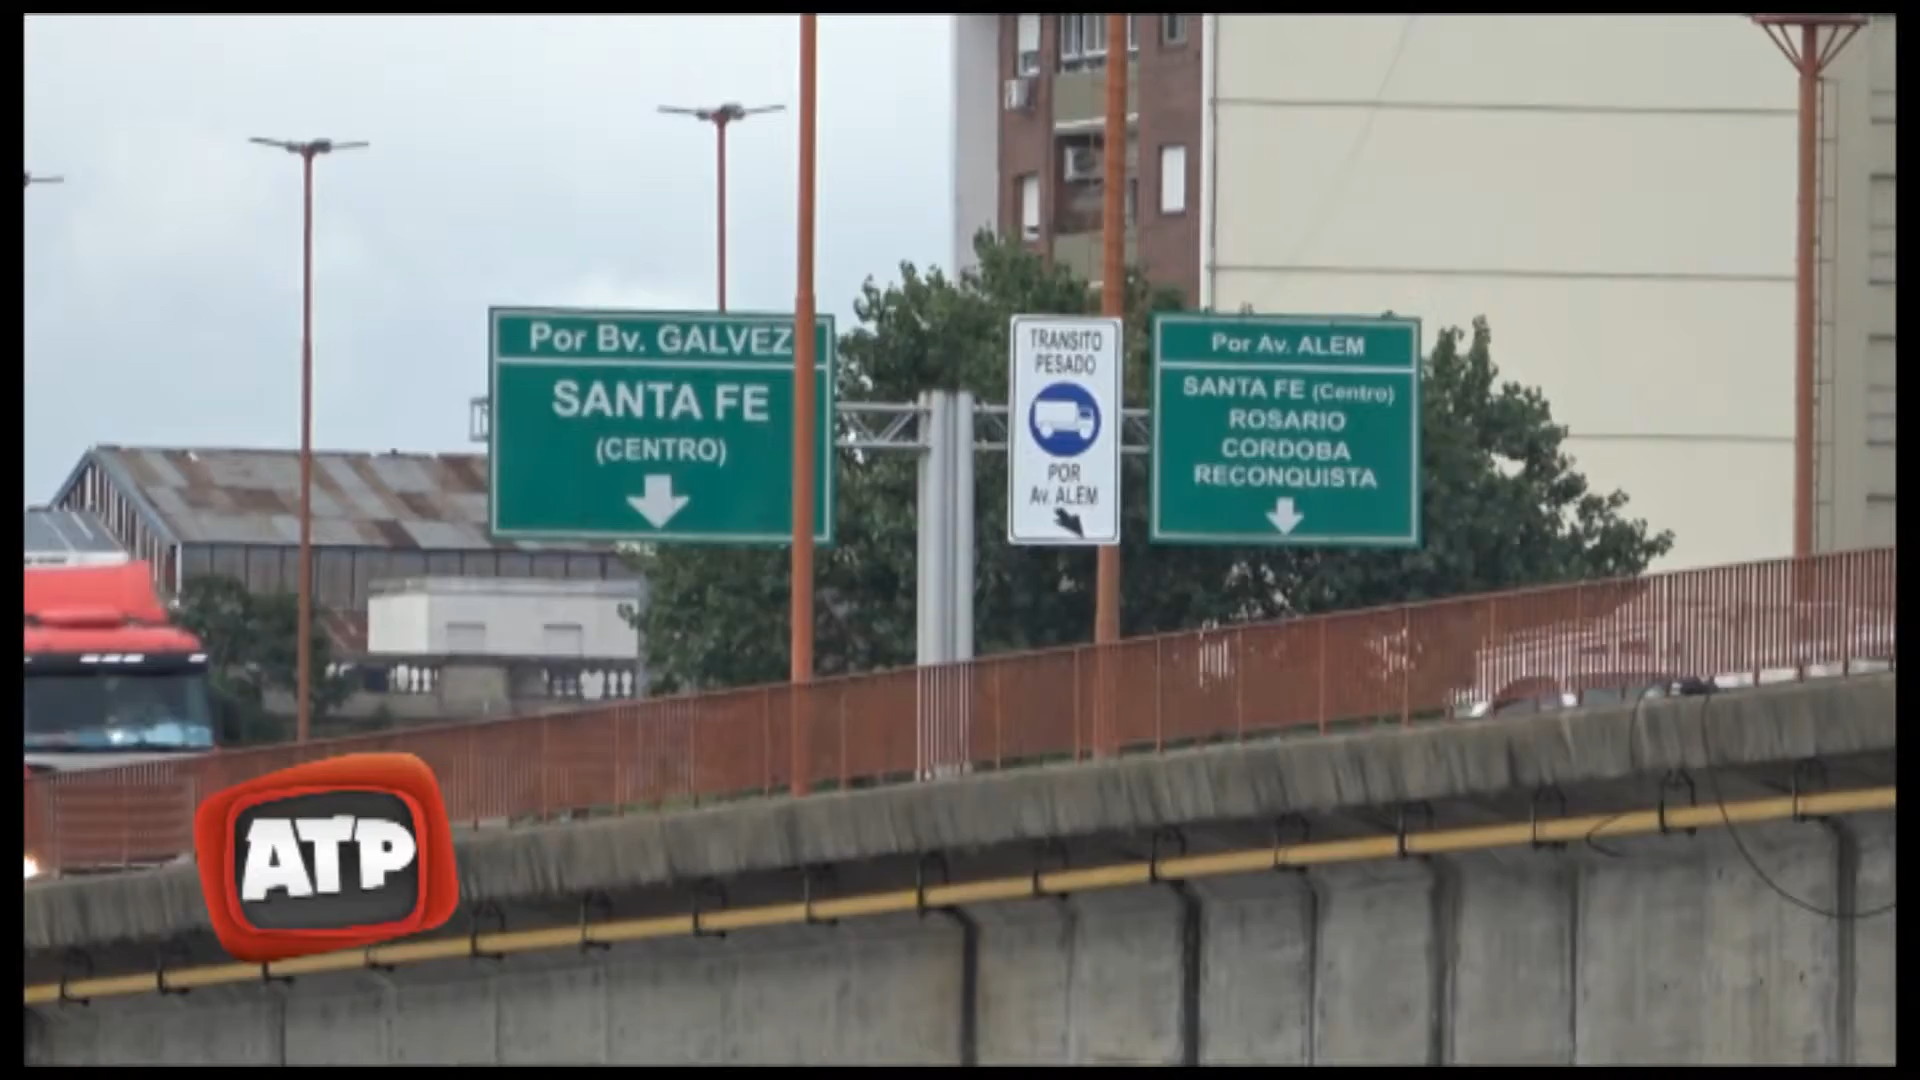 Por Bv. GALVEZ
SANTA FE
(CENTRO)
TRANSITO
PESADO
POR
Av. ALEM
Por Av. ALEM
SANTA FE (Centro)
ROSARIO
CORDOBA
RECONQUISTA
ATP